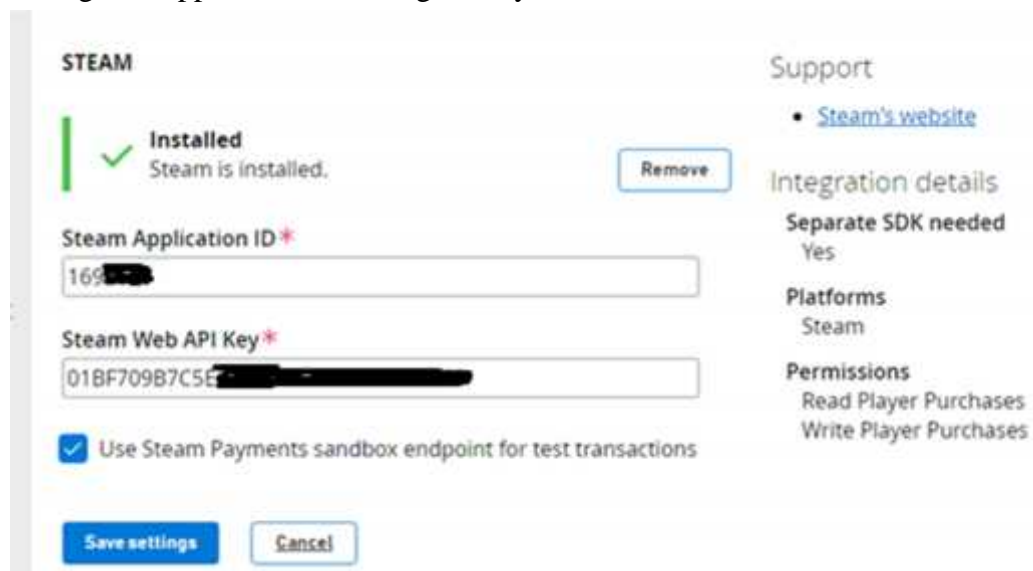 STEAM
Installed
Steam is installed.
Remove
Steam Application ID*
169
Steam Web API Key*
01BF709B7C5E
Use Steam Payments sandbox endpoint for test transactions
Save settings
Cancel
Support
• Steam's website
Integration details
Separate SDK needed
Yes
Platforms
Steam
Permissions
Read Player Purchases
Write Player Purchases